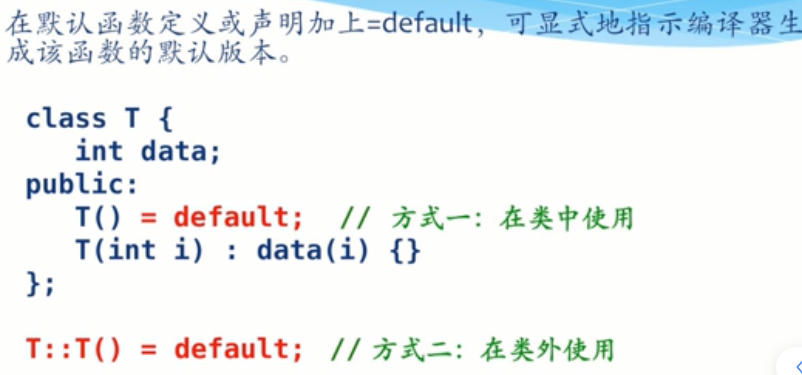 在默认函数定义或声明加上=default，可显式地指示编译器生
成该函数的默认版本。
class T {
int data;
public:
T() = default; // 方式一：在类中使用
T(int i) : data(i) {}
};
T::T() = default; // 方式二：在类外使用